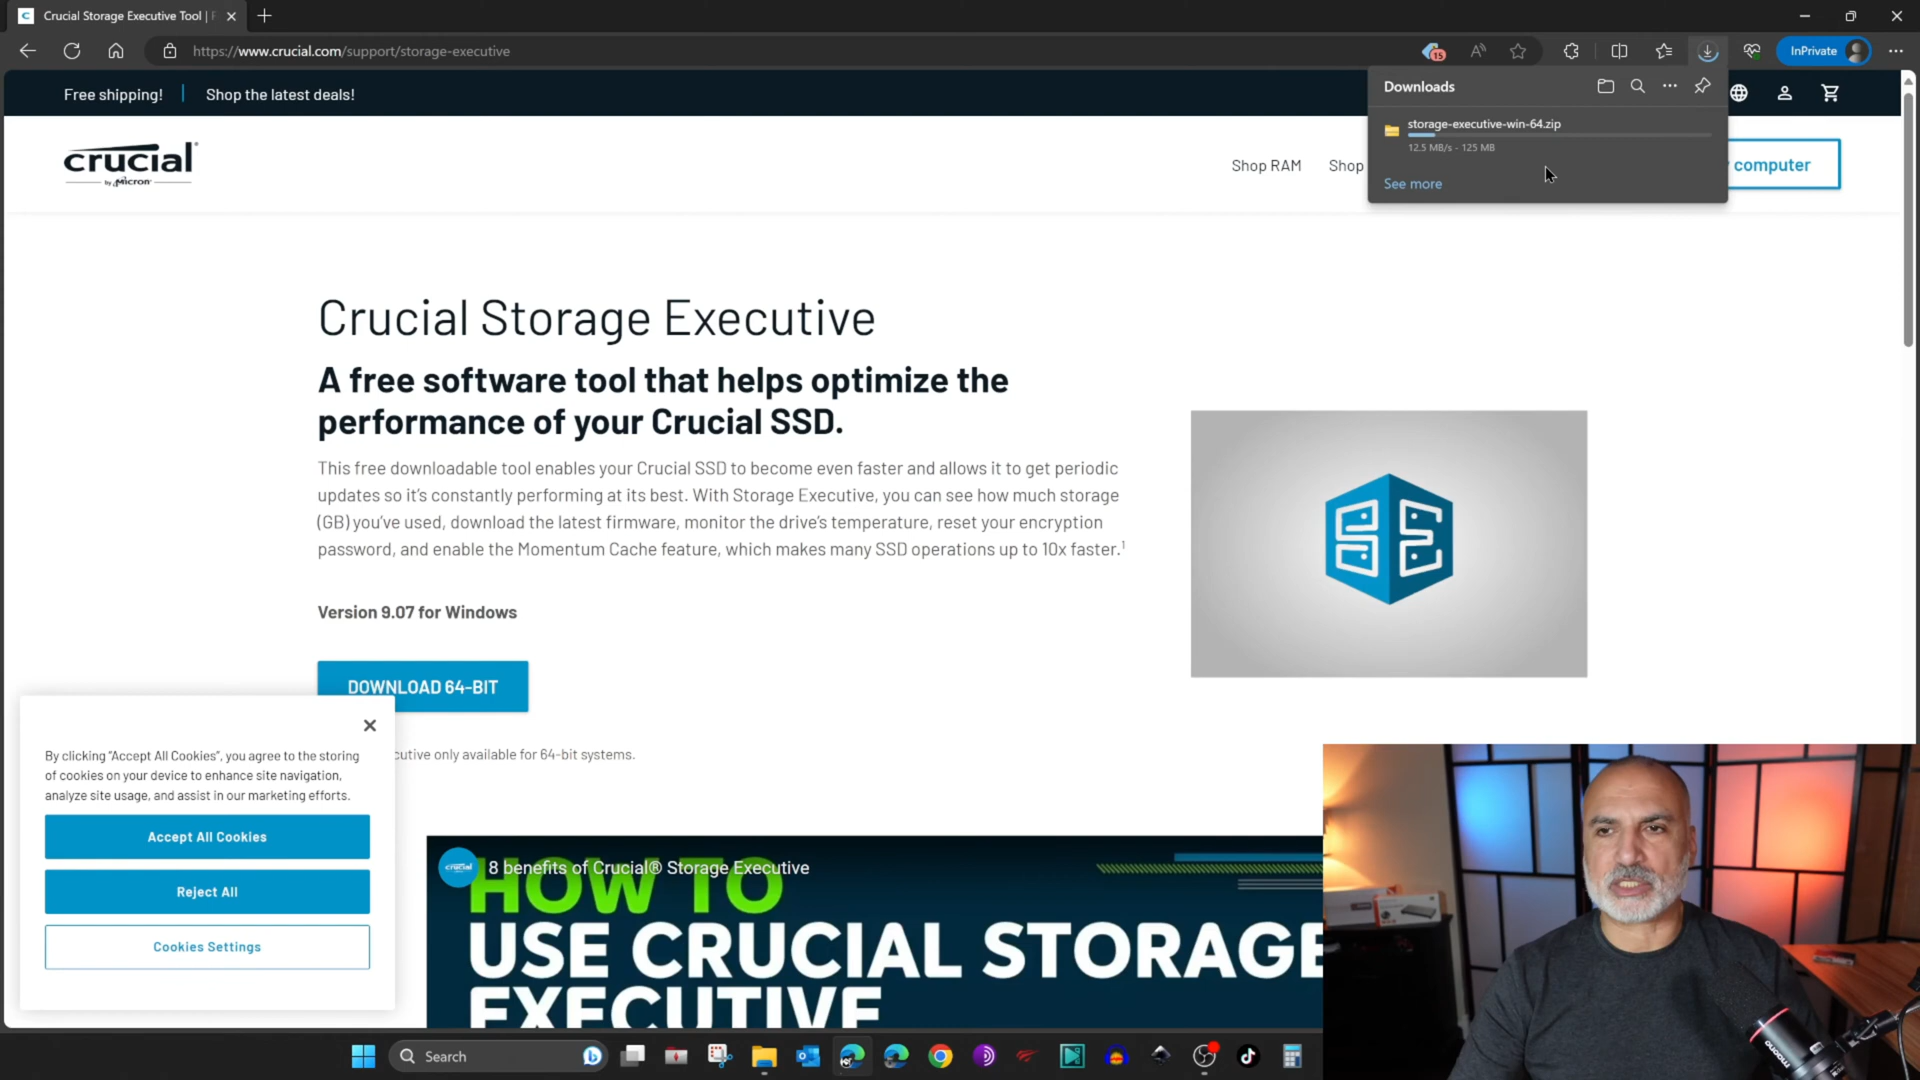 Crucial Storage Executive Tool | F
https://www.crucial.com/support/storage-executive
15
InPrivate
Free shipping!
Shop the latest deals!
Downloads
storage-executive-win-64.zip
12.5 MB/s - 125 MB
See more
crucial
by Micron
Shop RAM
Shop
computer
Crucial Storage Executive
A free software tool that helps optimize the
performance of your Crucial SSD.
This free downloadable tool enables your Crucial SSD to become even faster and allows it to get periodic
updates so it's constantly performing at its best. With Storage Executive, you can see how much storage
(GB) you've used, download the latest firmware, monitor the drive's temperature, reset your encryption
password, and enable the Momentum Cache feature, which makes many SSD operations up to 10x faster.1
Version 9.07 for Windows
DOWNLOAD 64-BIT
cutive only available for 64-bit systems.
By clicking "Accept All Cookies", you agree to the storing
of cookies on your device to enhance site navigation,
analyze site usage, and assist in our marketing efforts.
Accept All Cookies
Reject All
Cookies Settings
crucial
8 benefits of Crucial® Storage Executive
HOW TO
USE CRUCIAL STORAGE
EXECUTIVE
Search
maono